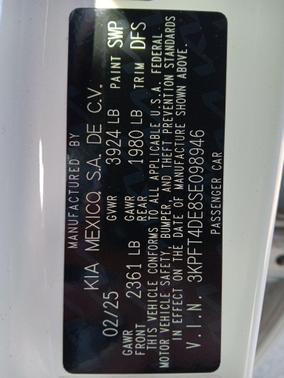 MANUFACTURED BY
KIA MEXICO, S.A. DE C.V.
02/25 GVWR 3924 LB PAINT SWP
GAWR FRONT 2361 LB GAWR REAR 1980 LB TRIM DFS
THIS VEHICLE CONFORMS TO ALL APPLICABLE U.S.A. FEDERAL
MOTOR VEHICLE SAFETY, BUMPER, AND THEFT PREVENTION STANDARDS
IN EFFECT ON THE DATE OF MANUFACTURE SHOWN ABOVE.
V.I.N. 3KPFT4DE8SE098946
PASSENGER CAR